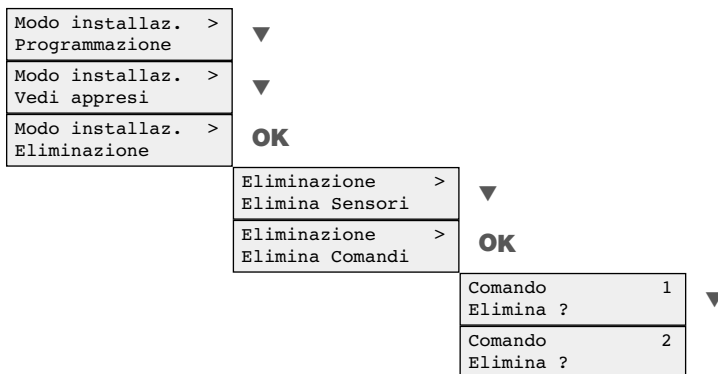 Modo installaz. >
Programmazione
▼
Modo installaz. >
Vedi appresi
▼
Modo installaz. >
Eliminazione
OK
Eliminazione >
Elimina Sensori
▼
Eliminazione >
Elimina Comandi
OK
Comando 1
Elimina ?
▼
Comando 2
Elimina ?